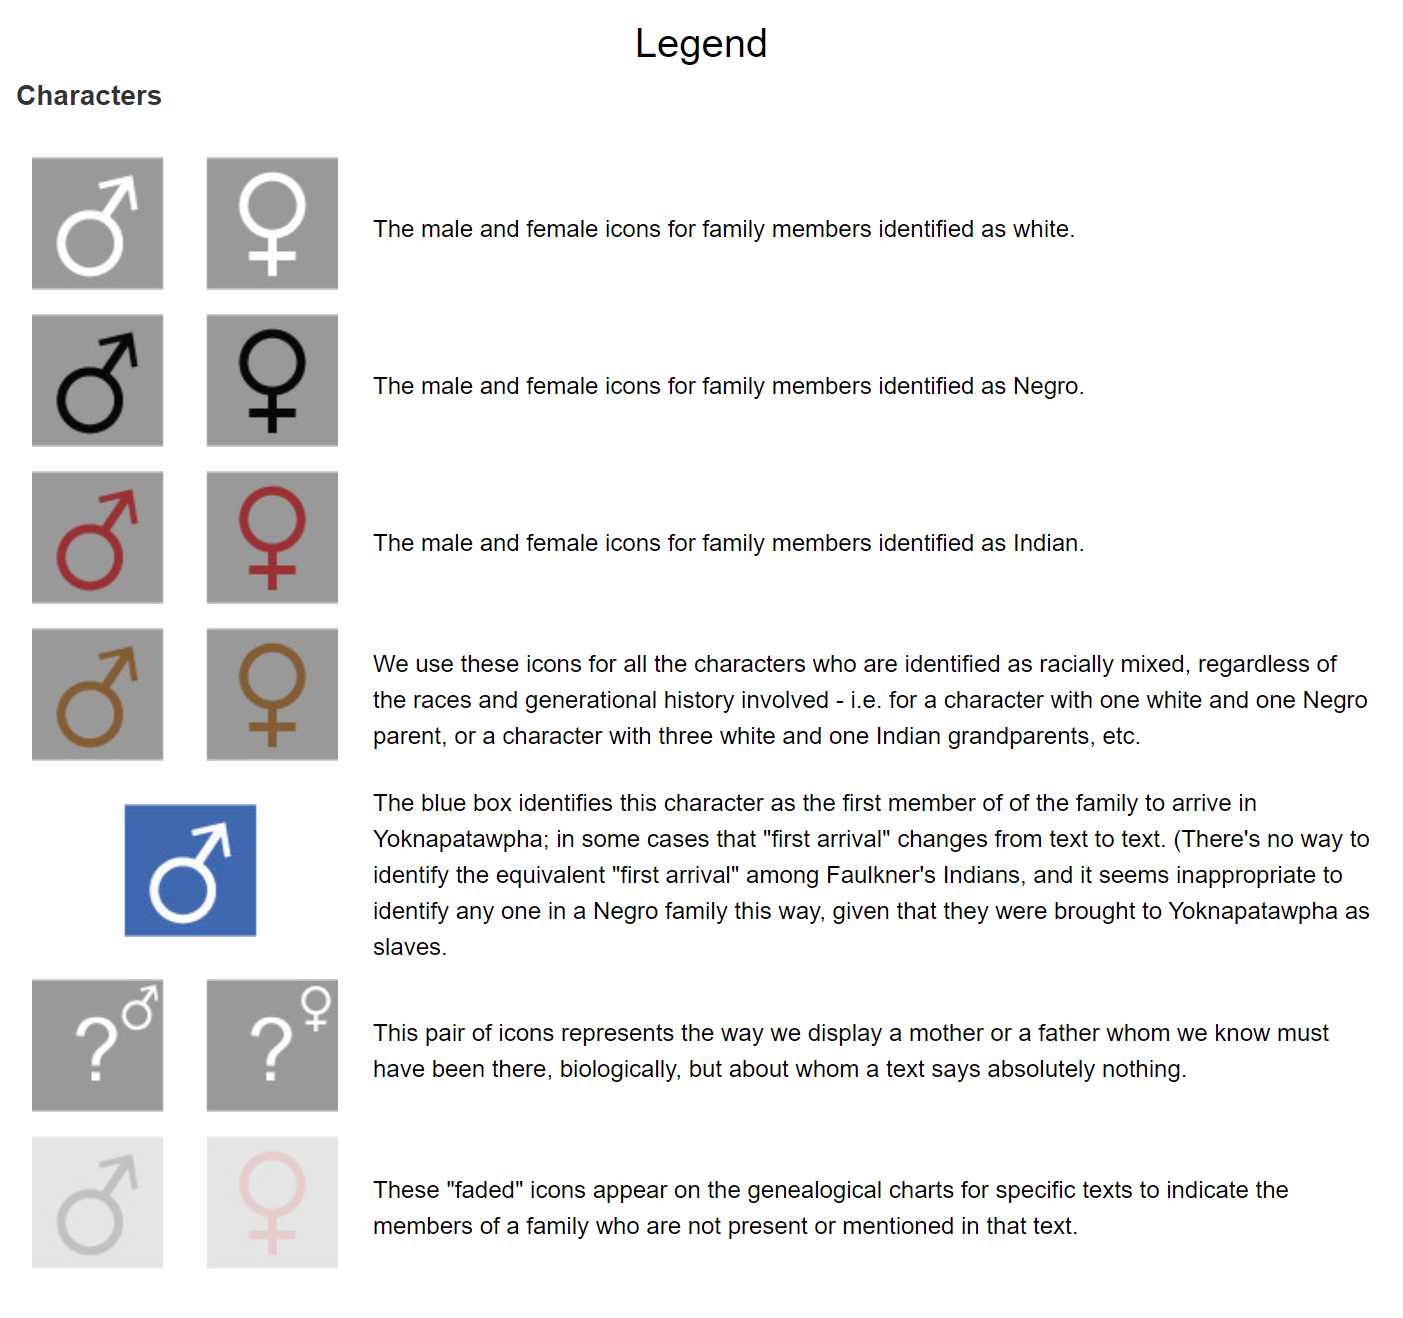 Legend
Characters
The male and female icons for family members identified as white.
The male and female icons for family members identified as Negro.
The male and female icons for family members identified as Indian.
We use these icons for all the characters who are identified as racially mixed, regardless of
the races and generational history involved - i.e. for a character with one white and one Negro
parent, or a character with three white and one Indian grandparents, etc.
The blue box identifies this character as the first member of of the family to arrive in
Yoknapatawpha; in some cases that "first arrival" changes from text to text. (There's no way to
identify the equivalent "first arrival" among Faulkner's Indians, and it seems inappropriate to
identify any one in a Negro family this way, given that they were brought to Yoknapatawpha as
slaves.
? ?
This pair of icons represents the way we display a mother or a father whom we know must
have been there, biologically, but about whom a text says absolutely nothing.
These "faded" icons appear on the genealogical charts for specific texts to indicate the
members of a family who are not present or mentioned in that text.